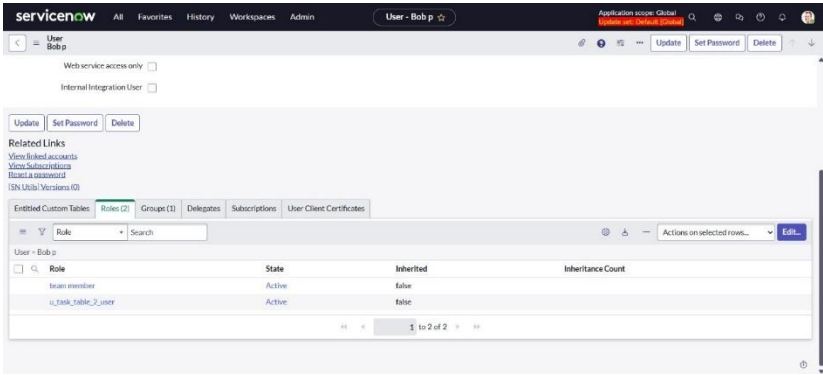 servicenow All Favorites History Workspaces Admin User - Bob p Application scope: Global
Update set: Default [Global]
User
Bob p
Update Set Password Delete
Web service access only
Internal Integration User
Update Set Password Delete
Related Links
View linked accounts
View Subscriptions
Reset a password
[SN Utils] Versions (0)
Entitled Custom Tables Roles (2) Groups (1) Delegates Subscriptions User Client Certificates
Role Search Actions on selected rows... Edit...
User = Bob p
Role State Inherited Inheritance Count
team member Active false
u_task_table_2_user Active false
1 to 2 of 2